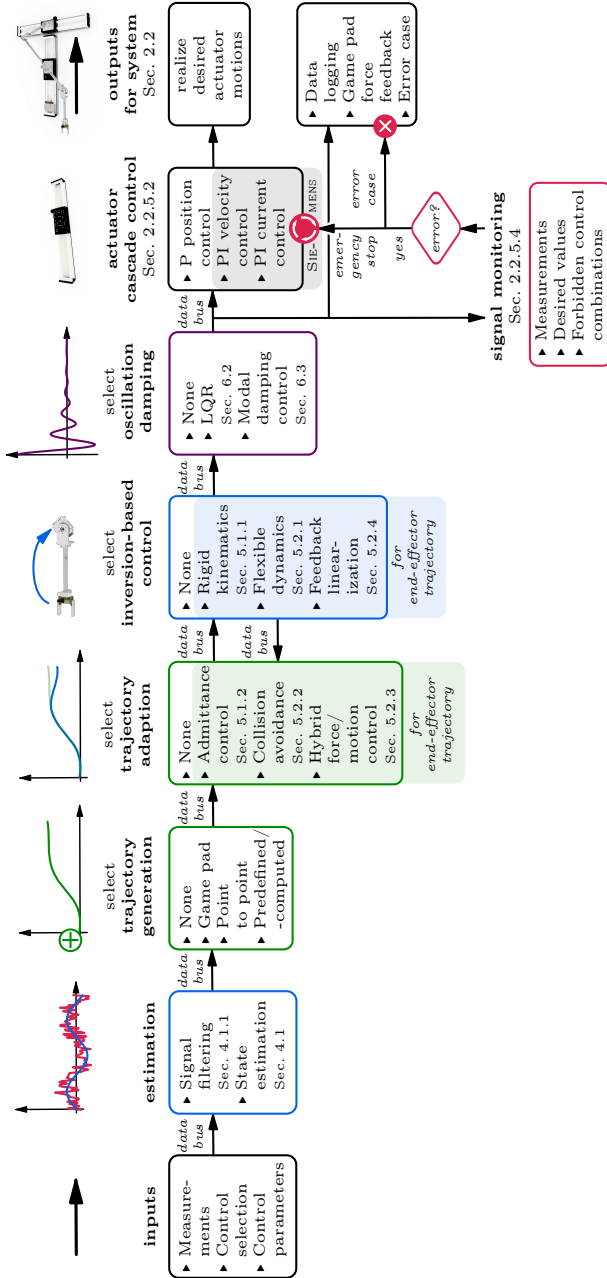 inputs
▸ Measure-
ments
▸ Control
selection
▸ Control
parameters
data
bus
estimation
▸ Signal
filtering
Sec. 4.1.1
▸ State
estimation
Sec. 4.1
data
bus
select
trajectory
generation
▸ None
▸ Game pad
▸ Point
to point
▸ Predefined/
-computed
data
bus
select
trajectory
adaption
▸ None
▸ Admittance
control
Sec. 5.1.2
▸ Collision
avoidance
Sec. 5.2.2
▸ Hybrid
force/
motion
control
Sec. 5.2.3
for
end-effector
trajectory
data
bus
data
bus
select
inversion-based
control
▸ None
▸ Rigid
kinematics
Sec. 5.1.1
▸ Flexible
dynamics
Sec. 5.2.1
▸ Feedback
linear-
ization
Sec. 5.2.4
for
end-effector
trajectory
data
bus
select
oscillation
damping
▸ None
▸ LQR
Sec. 6.2
▸ Modal
damping
control
Sec. 6.3
data
bus
actuator
cascade control
Sec. 2.2.5.2
▸ P position
control
▸ PI velocity
control
▸ PI current
control
SIE-
MENS
outputs
for system
Sec. 2.2
realize
desired
actuator
motions
emer-
gency
stop
yes
error
case
error?
▸ Data
logging
▸ Game pad
force
feedback
▸ Error case
signal monitoring
Sec. 2.2.5.4
▸ Measurements
▸ Desired values
▸ Forbidden control
combinations